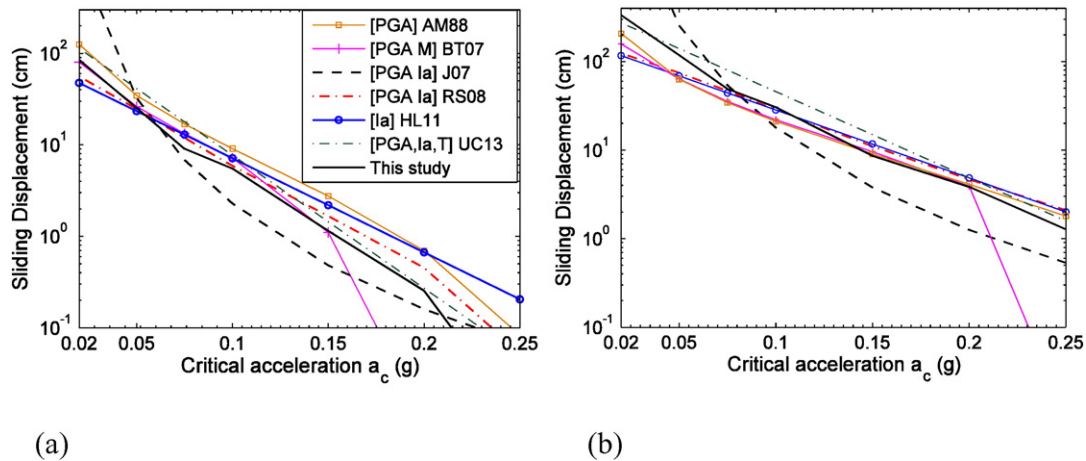 10^2
10^1
10^0
10^-1
Sliding Displacement (cm)
[PGA] AM88
[PGA M] BT07
[PGA Ia] J07
[PGA Ia] RS08
[Ia] HL11
[PGA,Ia,T] UC13
This study
0.02 0.05 0.1 0.15 0.2 0.25
Critical acceleration a_c (g)
(a)
10^2
10^1
10^0
10^-1
Sliding Displacement (cm)
0.02 0.05 0.1 0.15 0.2 0.25
Critical acceleration a_c (g)
(b)